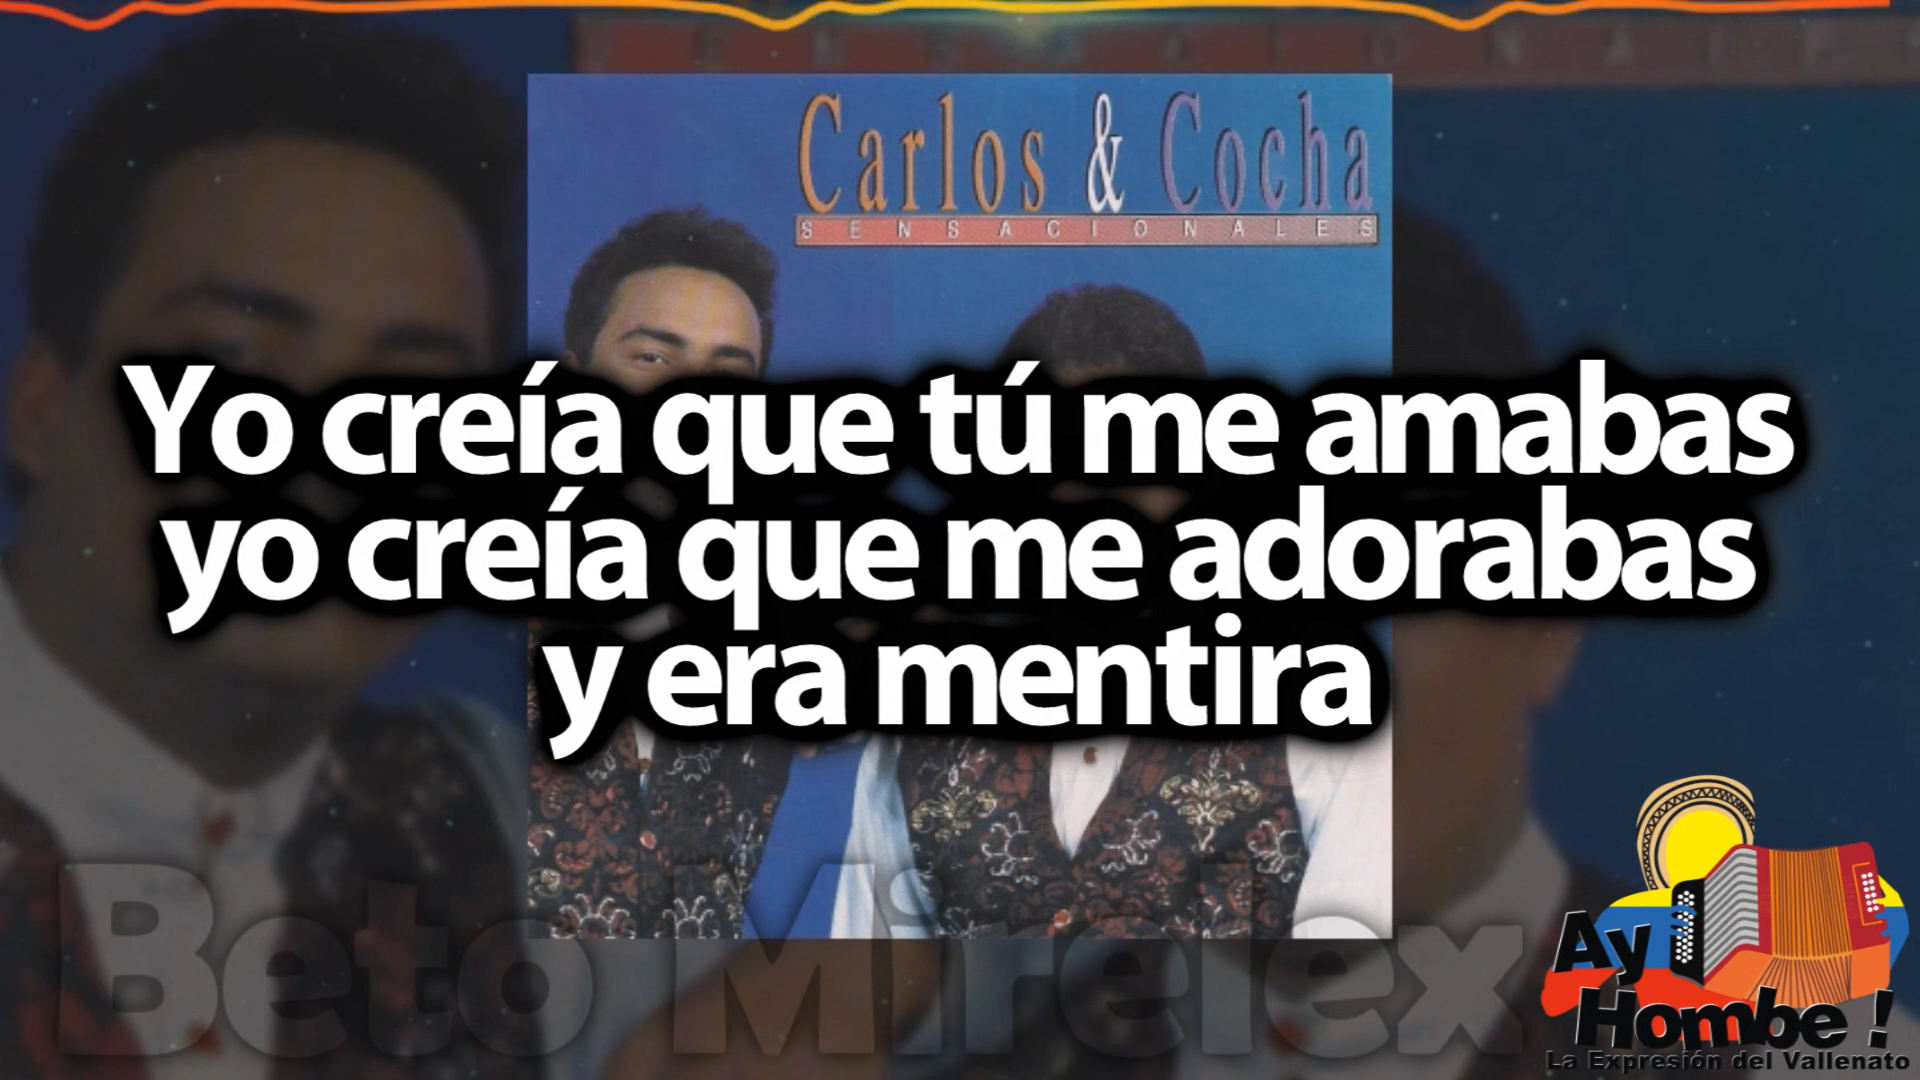 SENSACIONALES
Carlos & Cocha
SENSACIONALES
Yo creía que tú me amabas
yo creía que me adorabas
y era mentira
Beto Mirelex
Ay
Hombe !
La Expresión del Vallenato